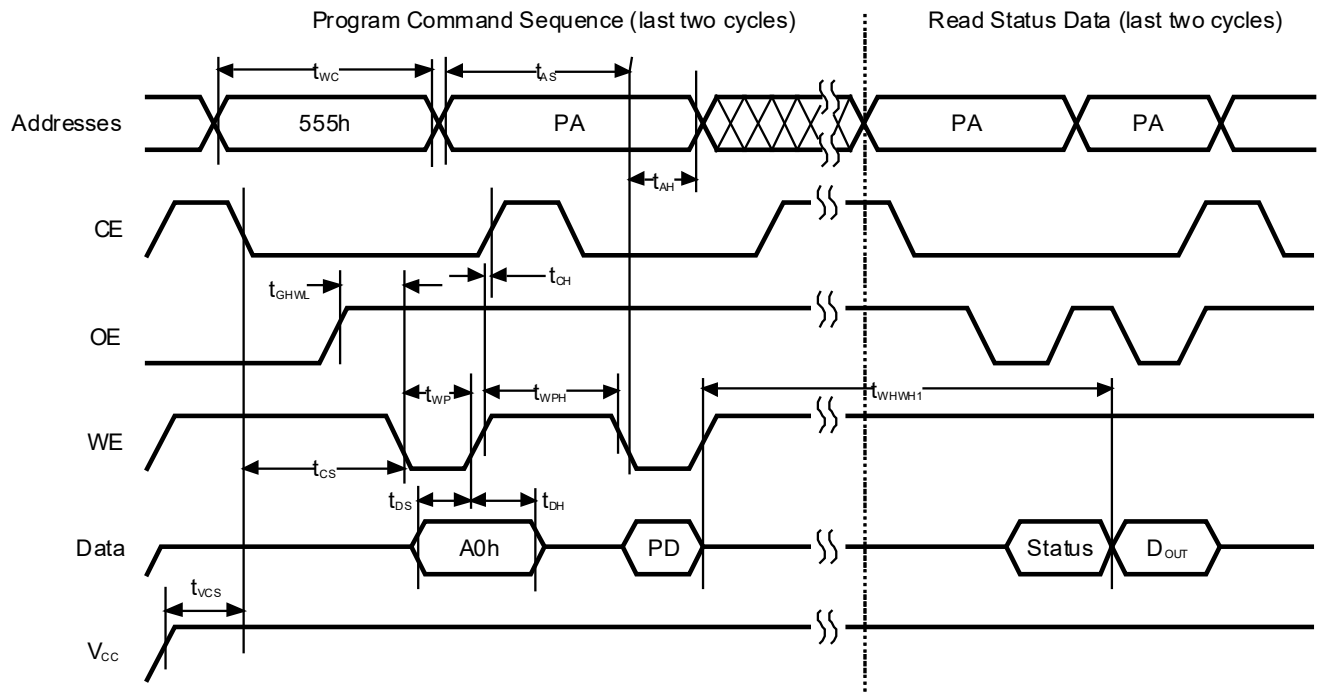 Program Command Sequence (last two cycles) Read Status Data (last two cycles)
tWC tAS
Addresses 555h PA PA PA
tAH
CE
tGHWL tCH
OE
tWP tWPH tWHWH1
WE
tCS
tDS tDH
Data A0h PD Status DOUT
tVCS
VCC